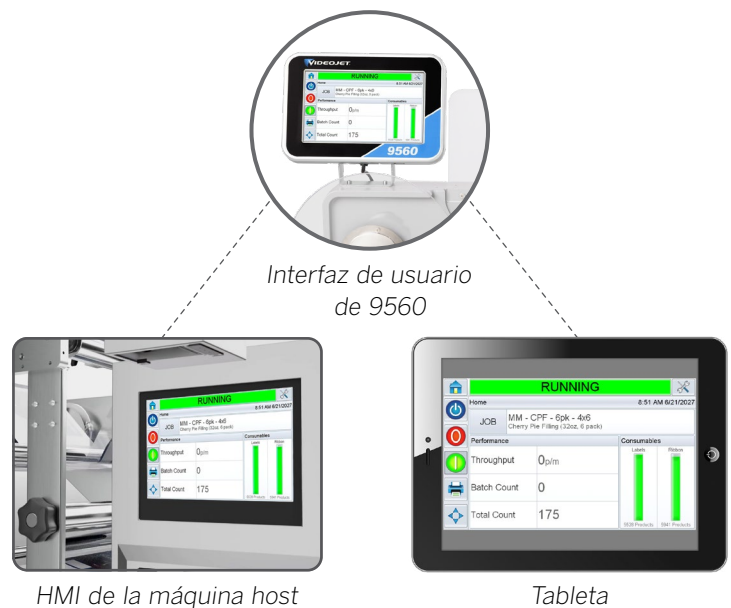 VIDEOJET
RUNNING
Home
8:51 AM 6/21/2027
JOB
MM - CPF - 6pk - 4x6
Cherry Pie Filling (32oz, 6 pack)
Performance
Consumables
Labels
Ribbon
Throughput
0p/m
Batch Count
0
Total Count
175
9560
Interfaz de usuario
de 9560
RUNNING
Home
8:51 AM 6/21/2027
JOB
MM - CPF - 6pk - 4x6
Cherry Pie Filling (32oz, 6 pack)
Performance
Consumables
Labels
Ribbon
Throughput
0p/m
Batch Count
0
Total Count
175
RUNNING
Home
8:51 AM 6/21/2027
JOB
MM - CPF - 6pk - 4x6
Cherry Pie Filling (32oz, 6 pack)
Performance
Consumables
Labels
Ribbon
Throughput
0p/m
Batch Count
0
Total Count
175
HMI de la máquina host
Tableta